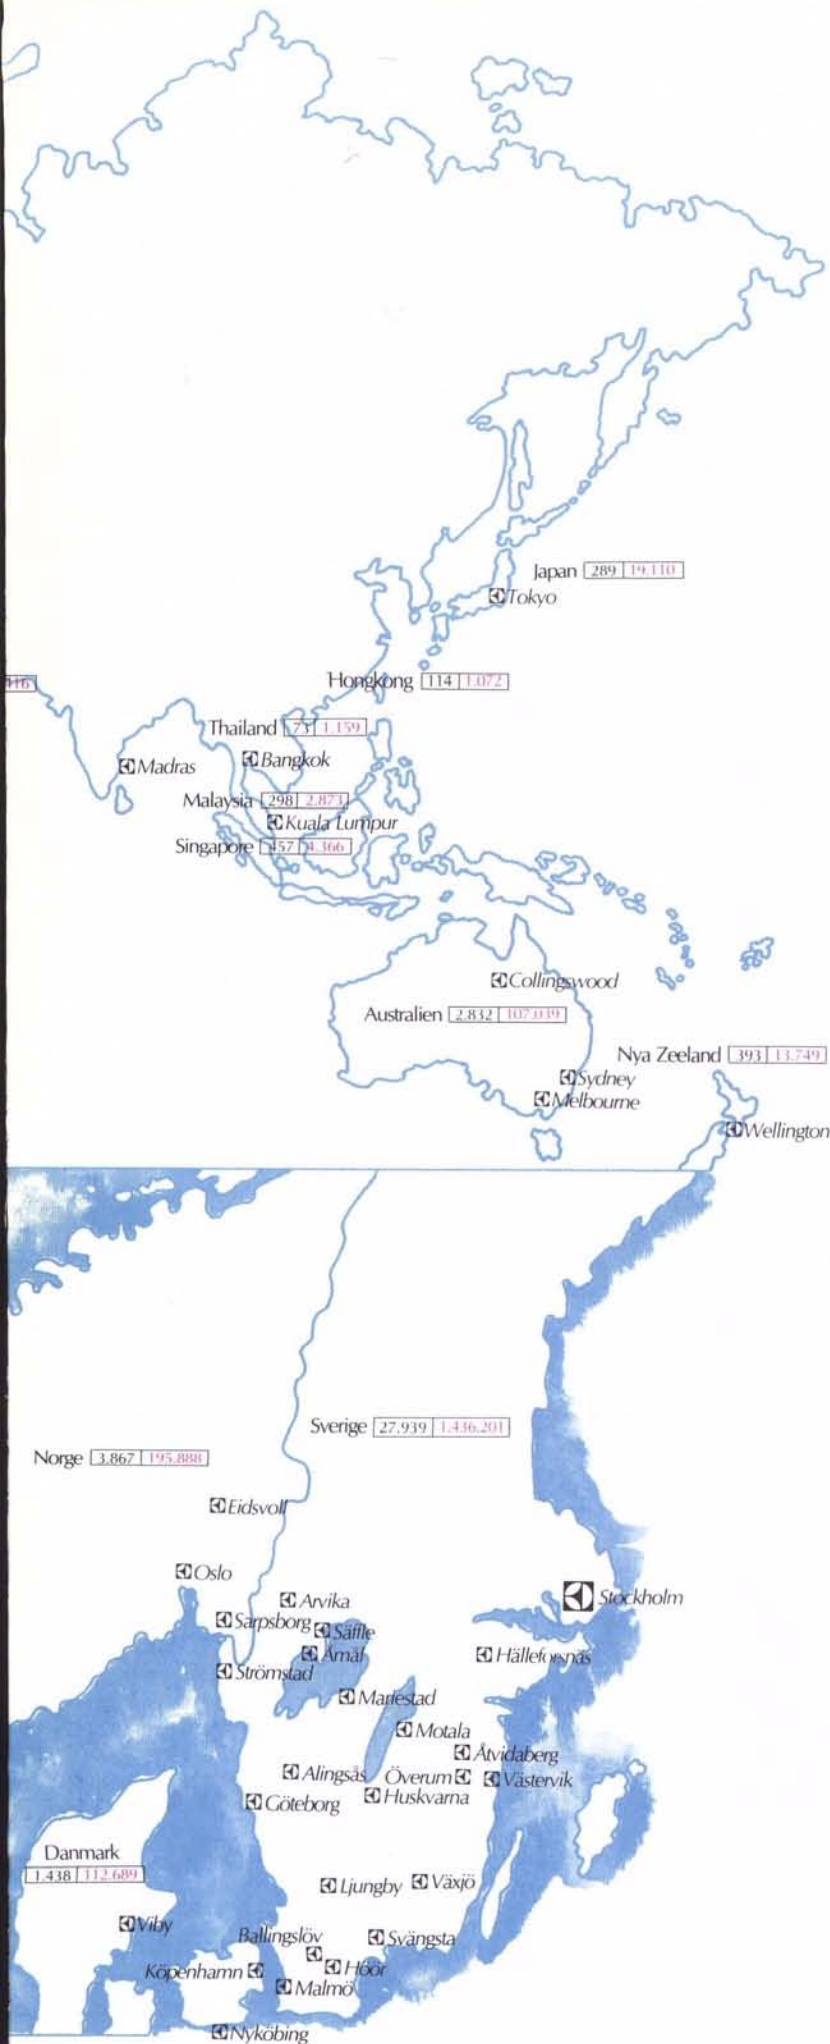 Japan 289 19.110
Tokyo
416
Hongkong 114 1.072
Thailand 73 1.159
Madras
Bangkok
Malaysia 298 2.873
Kuala Lumpur
Singapore 457 4.366
Collingswood
Australien 2.832 107.039
Nya Zeeland 393 13.749
Sydney
Melbourne
Wellington
Sverige 27.939 1.436.201
Norge 3.867 195.888
Eidsvoll
Oslo
Arvika
Stockholm
Sarpsborg
Säffle
Åmål
Hälleforsnäs
Strömstad
Mariestad
Motala
Åtvidaberg
Alingsås
Överum
Västervik
Huskvarna
Göteborg
Danmark
1.438 112.689
Ljungby
Växjö
Viby
Ballingslöv
Svängsta
Köpenhamn
Höör
Malmö
Nyköbing